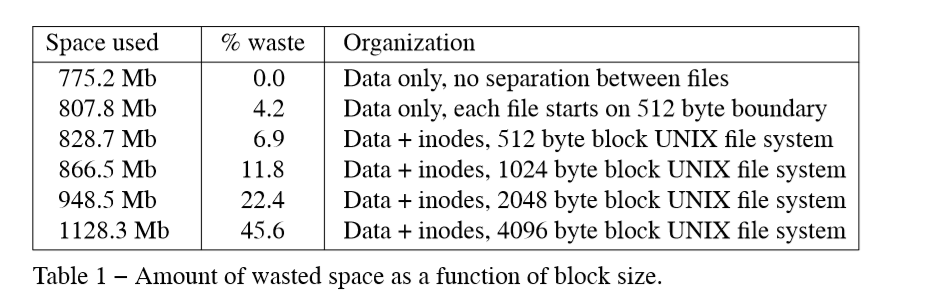 Space used % waste Organization
775.2 Mb 0.0 Data only, no separation between files
807.8 Mb 4.2 Data only, each file starts on 512 byte boundary
828.7 Mb 6.9 Data + inodes, 512 byte block UNIX file system
866.5 Mb 11.8 Data + inodes, 1024 byte block UNIX file system
948.5 Mb 22.4 Data + inodes, 2048 byte block UNIX file system
1128.3 Mb 45.6 Data + inodes, 4096 byte block UNIX file system
Table 1 – Amount of wasted space as a function of block size.